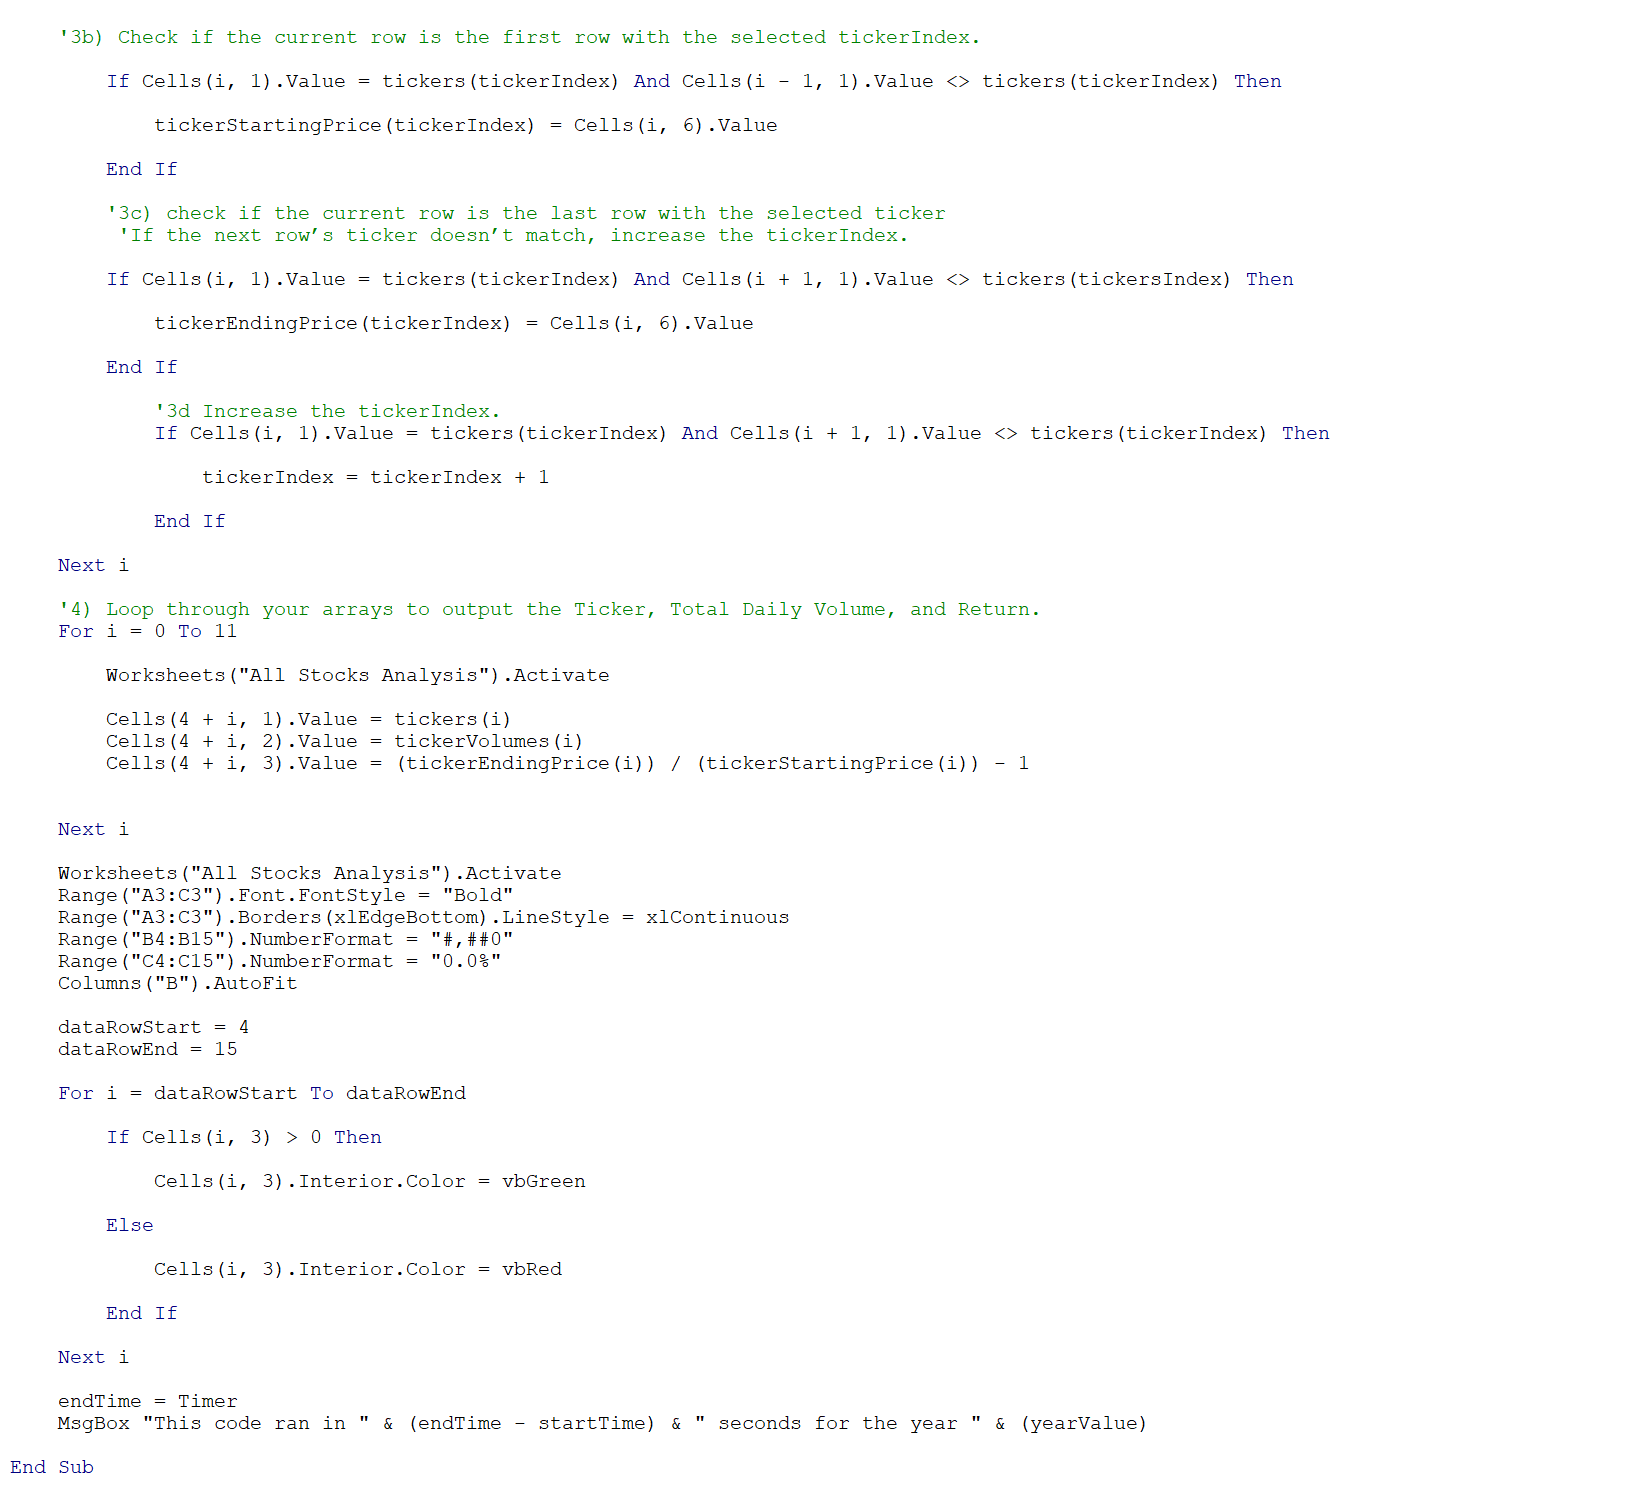 '3b) Check if the current row is the first row with the selected tickerIndex.
If Cells(i, 1).Value = tickers(tickerIndex) And Cells(i - 1, 1).Value <> tickers(tickerIndex) Then
tickerStartingPrice(tickerIndex) = Cells(i, 6).Value
End If
'3c) check if the current row is the last row with the selected ticker
'If the next row’s ticker doesn’t match, increase the tickerIndex.
If Cells(i, 1).Value = tickers(tickerIndex) And Cells(i + 1, 1).Value <> tickers(tickersIndex) Then
tickerEndingPrice(tickerIndex) = Cells(i, 6).Value
End If
'3d Increase the tickerIndex.
If Cells(i, 1).Value = tickers(tickerIndex) And Cells(i + 1, 1).Value <> tickers(tickerIndex) Then
tickerIndex = tickerIndex + 1
End If
Next i
'4) Loop through your arrays to output the Ticker, Total Daily Volume, and Return.
For i = 0 To 11
Worksheets("All Stocks Analysis").Activate
Cells(4 + i, 1).Value = tickers(i)
Cells(4 + i, 2).Value = tickerVolumes(i)
Cells(4 + i, 3).Value = (tickerEndingPrice(i)) / (tickerStartingPrice(i)) - 1
Next i
Worksheets("All Stocks Analysis").Activate
Range("A3:C3").Font.FontStyle = "Bold"
Range("A3:C3").Borders(xlEdgeBottom).LineStyle = xlContinuous
Range("B4:B15").NumberFormat = "#,##0"
Range("C4:C15").NumberFormat = "0.0%"
Columns("B").AutoFit
dataRowStart = 4
dataRowEnd = 15
For i = dataRowStart To dataRowEnd
If Cells(i, 3) > 0 Then
Cells(i, 3).Interior.Color = vbGreen
Else
Cells(i, 3).Interior.Color = vbRed
End If
Next i
endTime = Timer
MsgBox "This code ran in " & (endTime - startTime) & " seconds for the year " & (yearValue)
End Sub